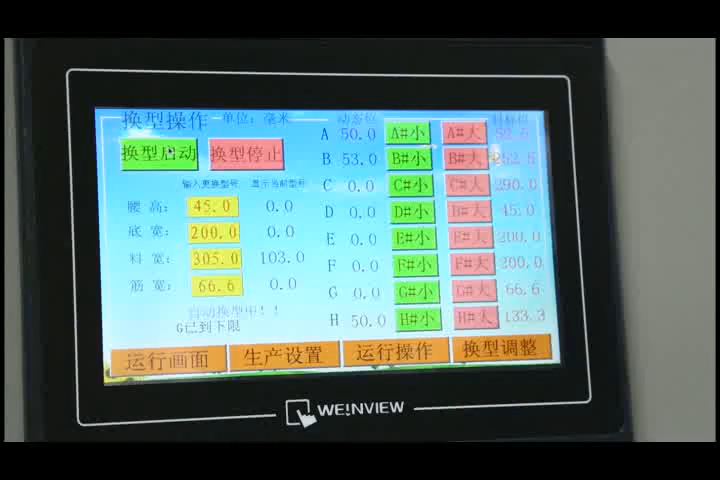 换型操作 单位：毫米 动态位 目标位
换型启动 换型停止
输入更换型号 显示当前型号
腰 高： 45.0 0.0
底 宽： 200.0 0.0
料 宽： 305.0 103.0
筋 宽： 66.6 0.0
自动换型中！！
G已到下限
A 50.0 A#小 A#大
B 53.0 B#小 B#大
C 0.0 C#小 C#大 290.0
D 0.0 D#小 D#大 45.0
E 0.0 E#小 E#大 200.0
F 0.0 F#小 F#大 200.0
G 0.0 G#小 G#大 66.6
H 50.0 H#小 H#大 133.3
运行画面 生产设置 运行操作 换型调整
WE!NVIEW